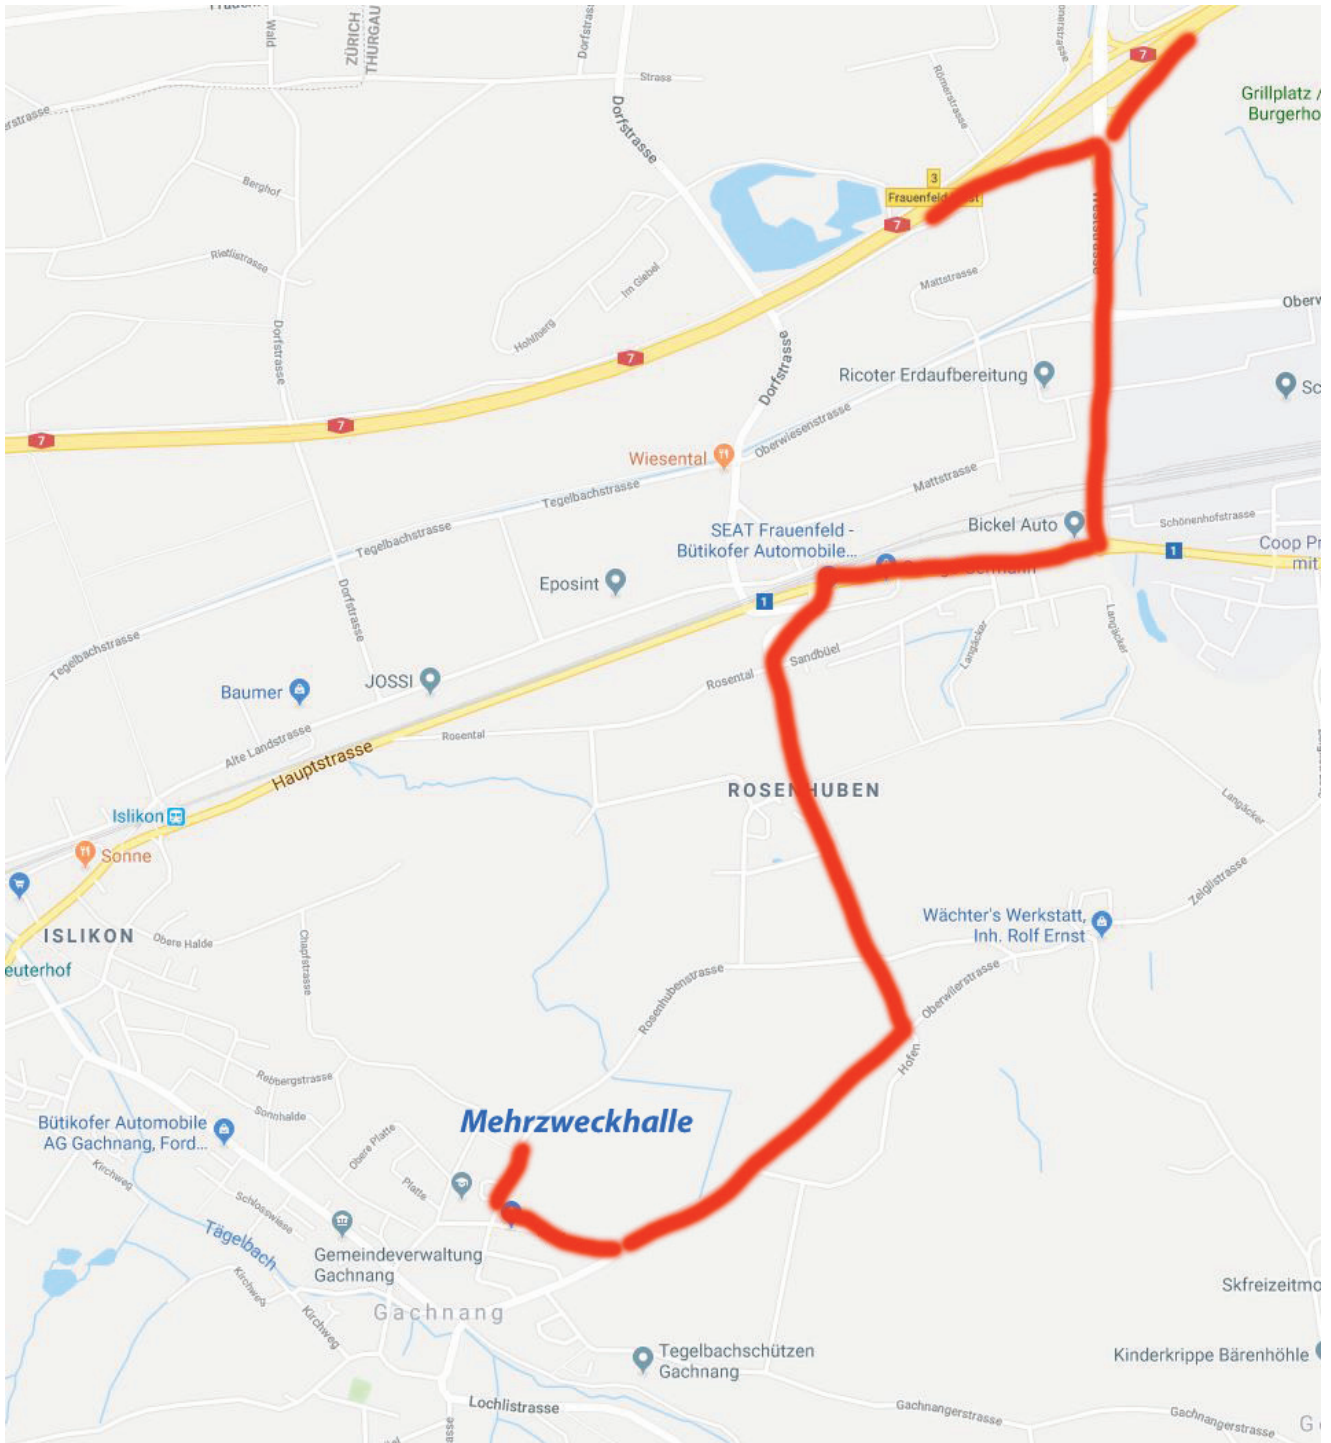 Wald
ZÜRICH
THURGAU
Dorfstrasse
Strass
Römerstrasse
7
Grillplatz /
Burgerho
Dorfstrasse
Berghof
3
Frauenfeld
7
Weststrasse
Rietlistrasse
Im Giebel
Mattstrasse
Hohlberg
Oberw
Dorfstrasse
7
Dorfstrasse
Ricoter Erdaufbereitung
Sc
7
7
Oberwiesenstrasse
Wiesental
Mattstrasse
Tegelbachstrasse
SEAT Frauenfeld -
Bütikofer Automobile...
Bickel Auto
Schönenhofstrasse
Tegelbachstrasse
1
Coop Pr
mit
Eposint
1
Dorfstrasse
Tegelbachstrasse
Langäcker
Langäcker
Sandbüel
Rosental
JOSSI
Baumer
Rosental
Alte Landstrasse
Hauptstrasse
ROSENHUBEN
Langäcker
Islikon
Sonne
Zelglistrasse
Wächter's Werkstatt,
Inh. Rolf Ernst
ISLIKON
Obere Halde
Chapfstrasse
euterhof
Rosenhubenstrasse
Oberwilerstrasse
Hofen
Rebbergstrasse
Sonnhalde
Mehrzweckhalle
Bütikofer Automobile
AG Gachnang, Ford...
Obere Platte
Kirchweg
Platte
Schlosswiese
Tägelbach
Gemeindeverwaltung
Gachnang
Kirchweg
Kirchweg
Gachnang
Skfreizeitmo
Tegelbachschützen
Gachnang
Kinderkrippe Bärenhöhle
Lochlistrasse
Gachnangerstrasse
Gachnangerstrasse